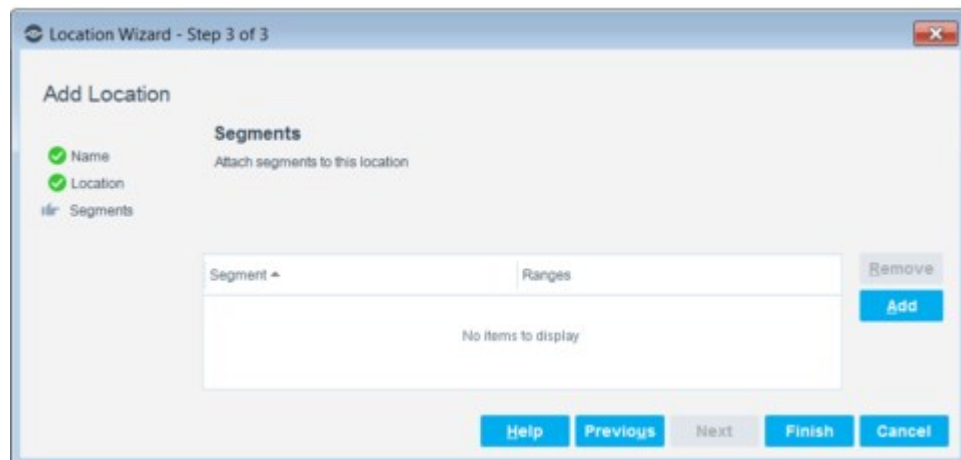 Location Wizard - Step 3 of 3
Add Location
Name
Location
Segments
Segments
Attach segments to this location
Segment Ranges
No items to display
Remove
Add
Help Previous Next Finish Cancel